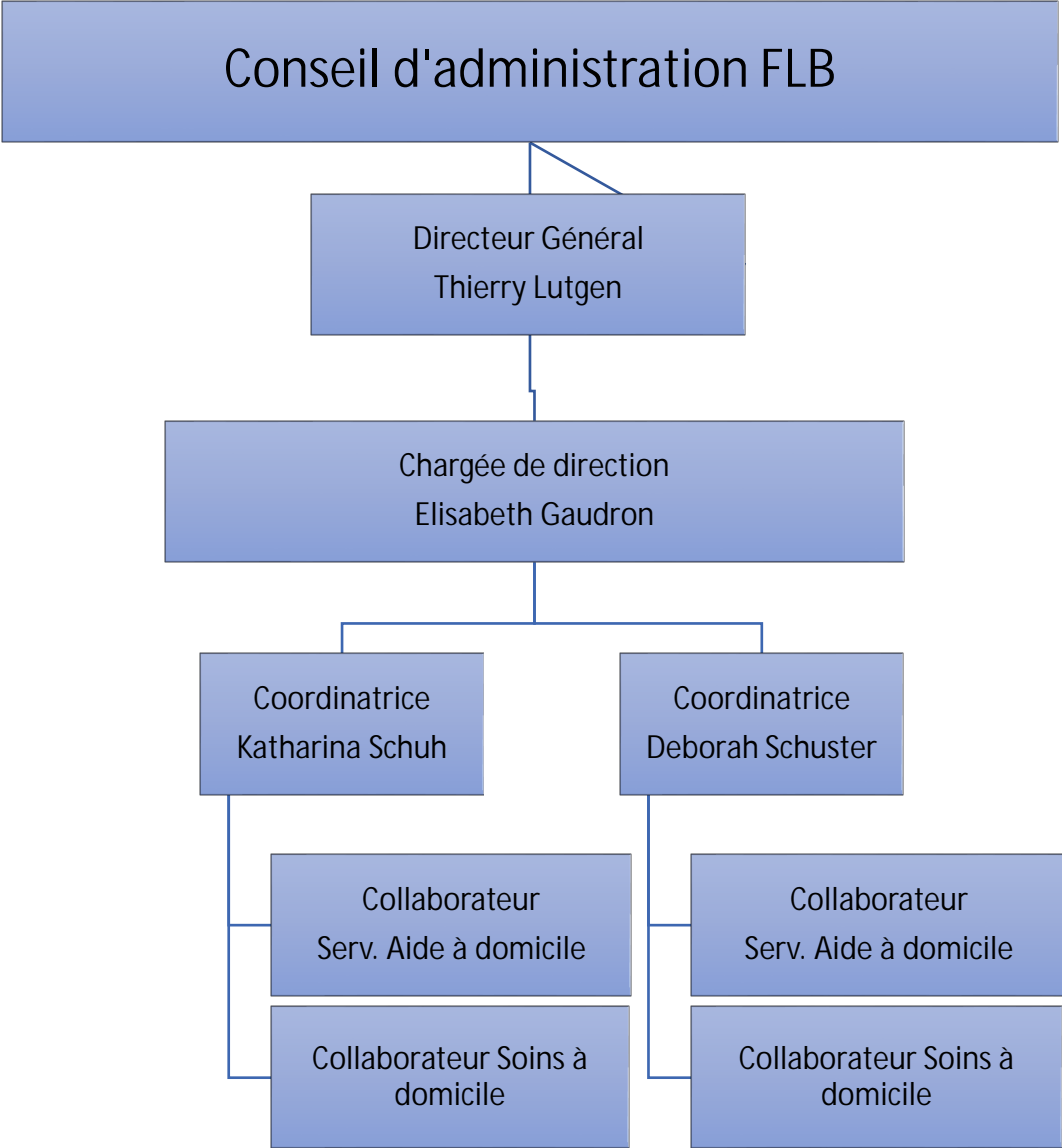 Conseil d'administration FLB
Directeur Général
Thierry Lutgen
Chargée de direction
Elisabeth Gaudron
Coordinatrice
Katharina Schuh
Collaborateur
Serv. Aide à domicile
Collaborateur Soins à
domicile
Coordinatrice
Deborah Schuster
Collaborateur
Serv. Aide à domicile
Collaborateur Soins à
domicile